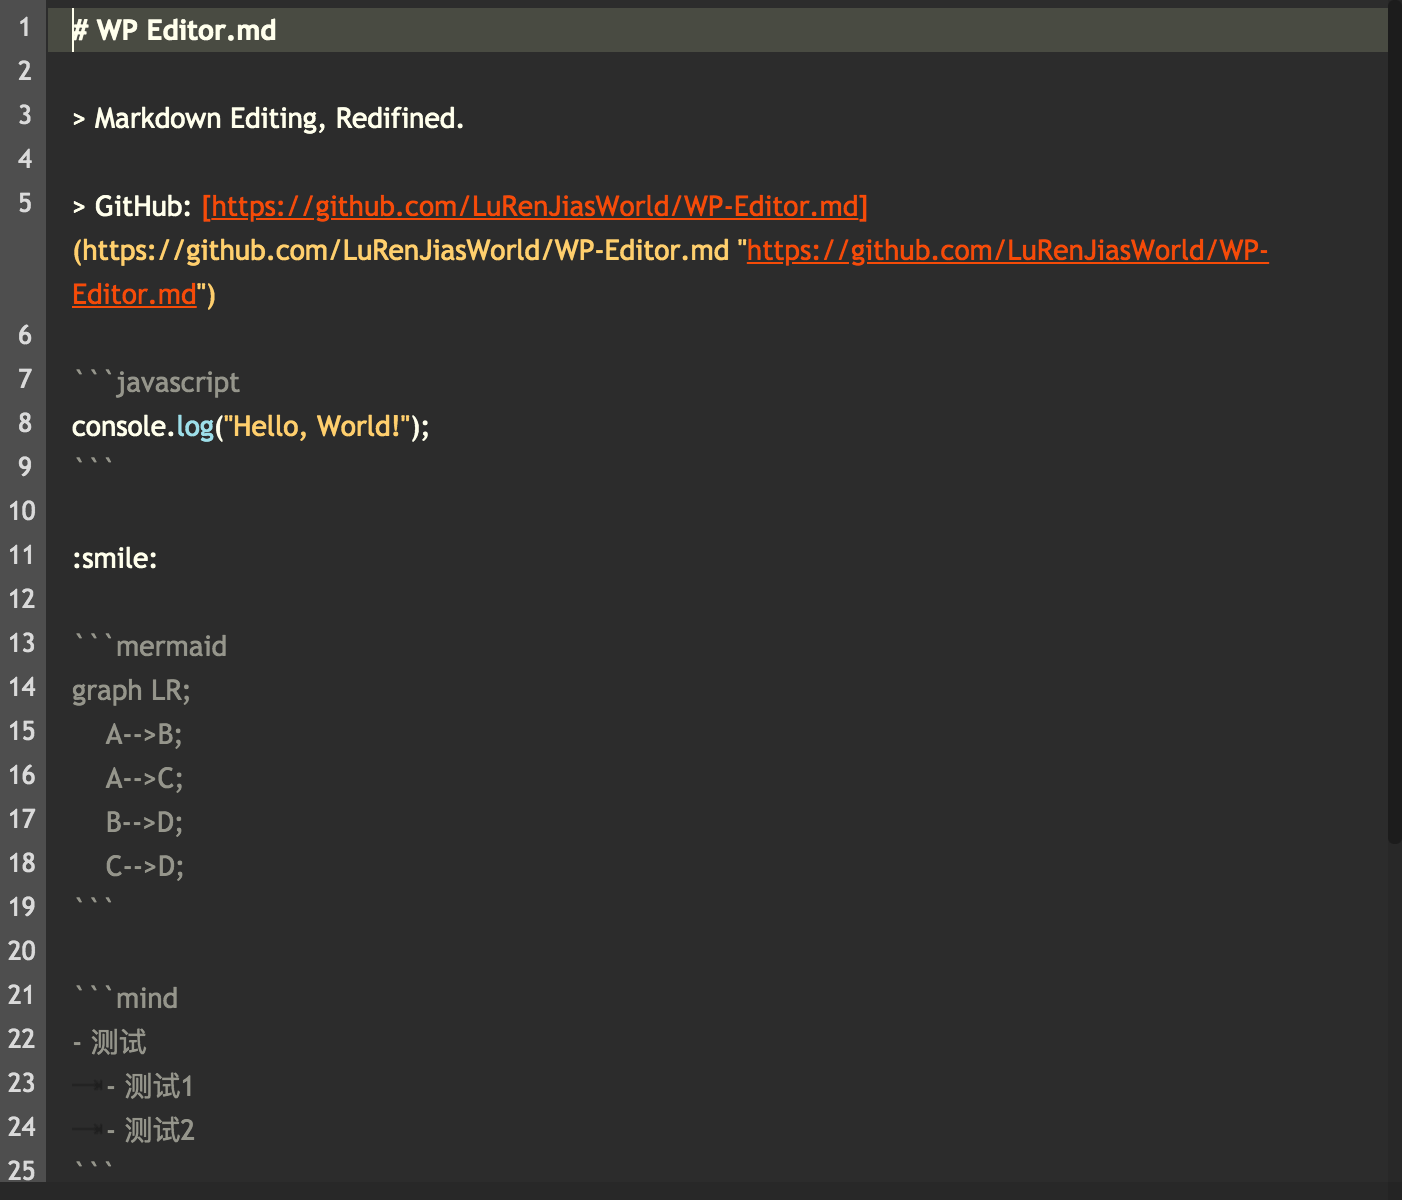 1 # WP Editor.md
2
3 > Markdown Editing, Redifined.
4
5 > GitHub: [https://github.com/LuRenJiasWorld/WP-Editor.md]
(https://github.com/LuRenJiasWorld/WP-Editor.md "https://github.com/LuRenJiasWorld/WP-
Editor.md")
6
7 ```javascript
8 console.log("Hello, World!");
9 ```
10
11 :smile:
12
13 ```mermaid
14 graph LR;
15     A-->B;
16     A-->C;
17     B-->D;
18     C-->D;
19 ```
20
21 ```mind
22 - 测试
23     - 测试1
24     - 测试2
25 ```